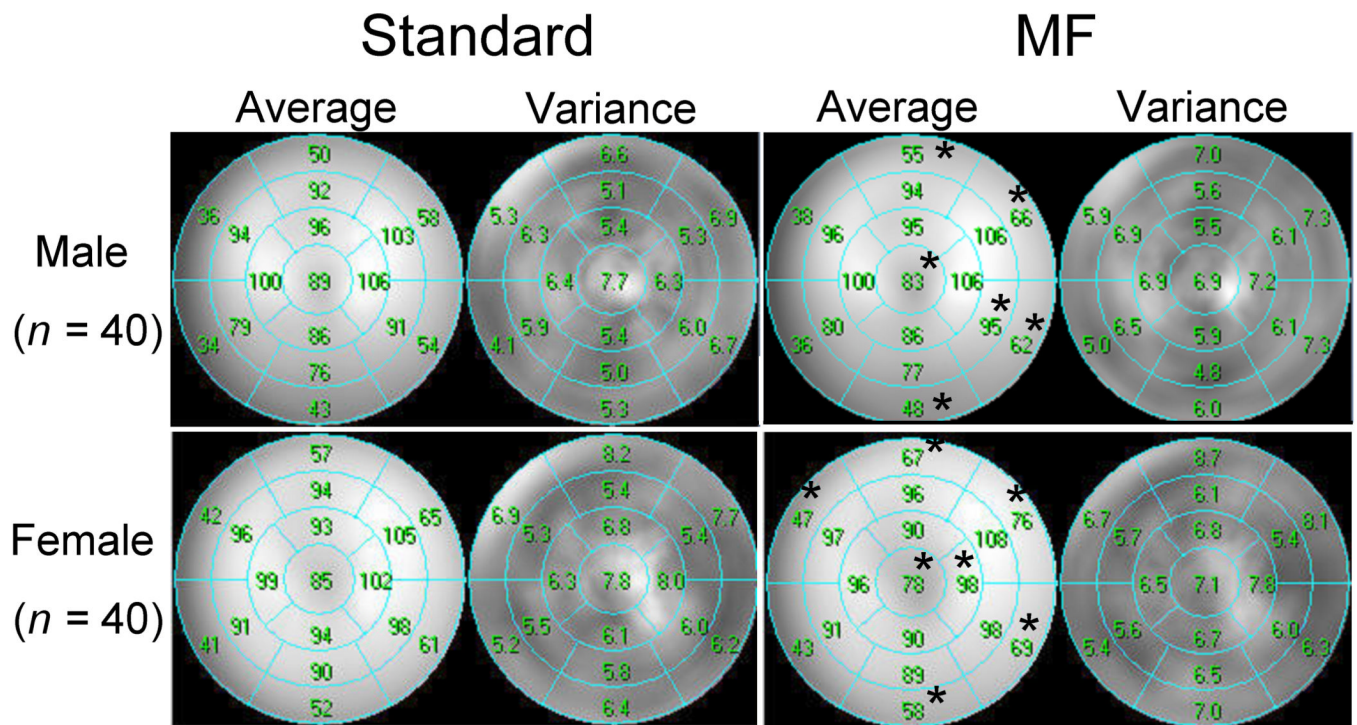 Standard MF
Average Variance Average Variance
Male
(n = 40)
50
92
96
36 94 103 58
100 89 106
34 79 91 54
86
76
43
6.6
5.1
5.4
5.3 6.3 5.3 6.9
6.4 7.7 6.3
4.1 5.9 6.0 6.7
5.4
5.0
5.3
55 *
94
95
38 96 106 66 *
100 83 * 106
36 80 95 * 62 *
86
77
48 *
7.0
5.6
5.5
5.9 6.9 6.1 7.3
6.9 6.9 7.2
5.0 6.5 6.1 7.3
5.9
4.8
6.0
Female
(n = 40)
57
94
93
42 96 105 65
99 85 102
41 91 98 61
94
90
52
8.2
5.4
6.8
6.9 5.3 5.4 7.7
6.3 7.8 8.0
5.2 5.5 6.0 6.2
6.1
5.8
6.4
67 *
96
90
47 * 97 108 76 *
96 78 * 98 *
43 91 98 69 *
90
89
58 *
8.7
6.1
6.8
6.7 5.7 5.4 8.1
6.5 7.1 7.8
5.4 5.6 6.0 6.3
6.7
6.5
7.0